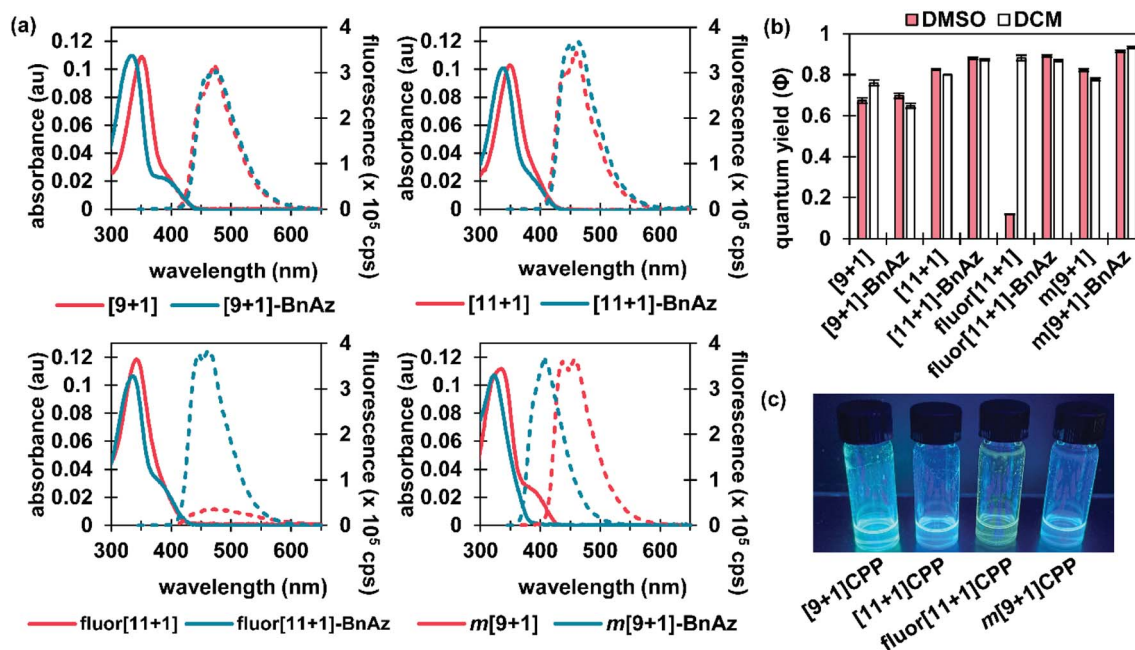 (a)
absorbance (au)
0.12
0.1
0.08
0.06
0.04
0.02
0
4
3
2
1
0
fluorescence (x 10⁵ cps)
300 400 500 600
wavelength (nm)
[9+1] [9+1]-BnAz
absorbance (au)
0.12
0.1
0.08
0.06
0.04
0.02
0
4
3
2
1
0
fluorescence (x 10⁵ cps)
300 400 500 600
wavelength (nm)
[11+1] [11+1]-BnAz
absorbance (au)
0.12
0.1
0.08
0.06
0.04
0.02
0
4
3
2
1
0
fluorescence (x 10⁵ cps)
300 400 500 600
wavelength (nm)
fluor[11+1] fluor[11+1]-BnAz
absorbance (au)
0.12
0.1
0.08
0.06
0.04
0.02
0
4
3
2
1
0
fluorescence (x 10⁵ cps)
300 400 500 600
wavelength (nm)
m[9+1] m[9+1]-BnAz
(b)
DMSO DCM
quantum yield (Φ)
1
0.8
0.6
0.4
0.2
0
[9+1]
[9+1]-BnAz
[11+1]
[11+1]-BnAz
fluor[11+1]
fluor[11+1]-BnAz
m[9+1]
m[9+1]-BnAz
(c)
[9+1]CPP
[11+1]CPP
fluor[11+1]CPP
m[9+1]CPP